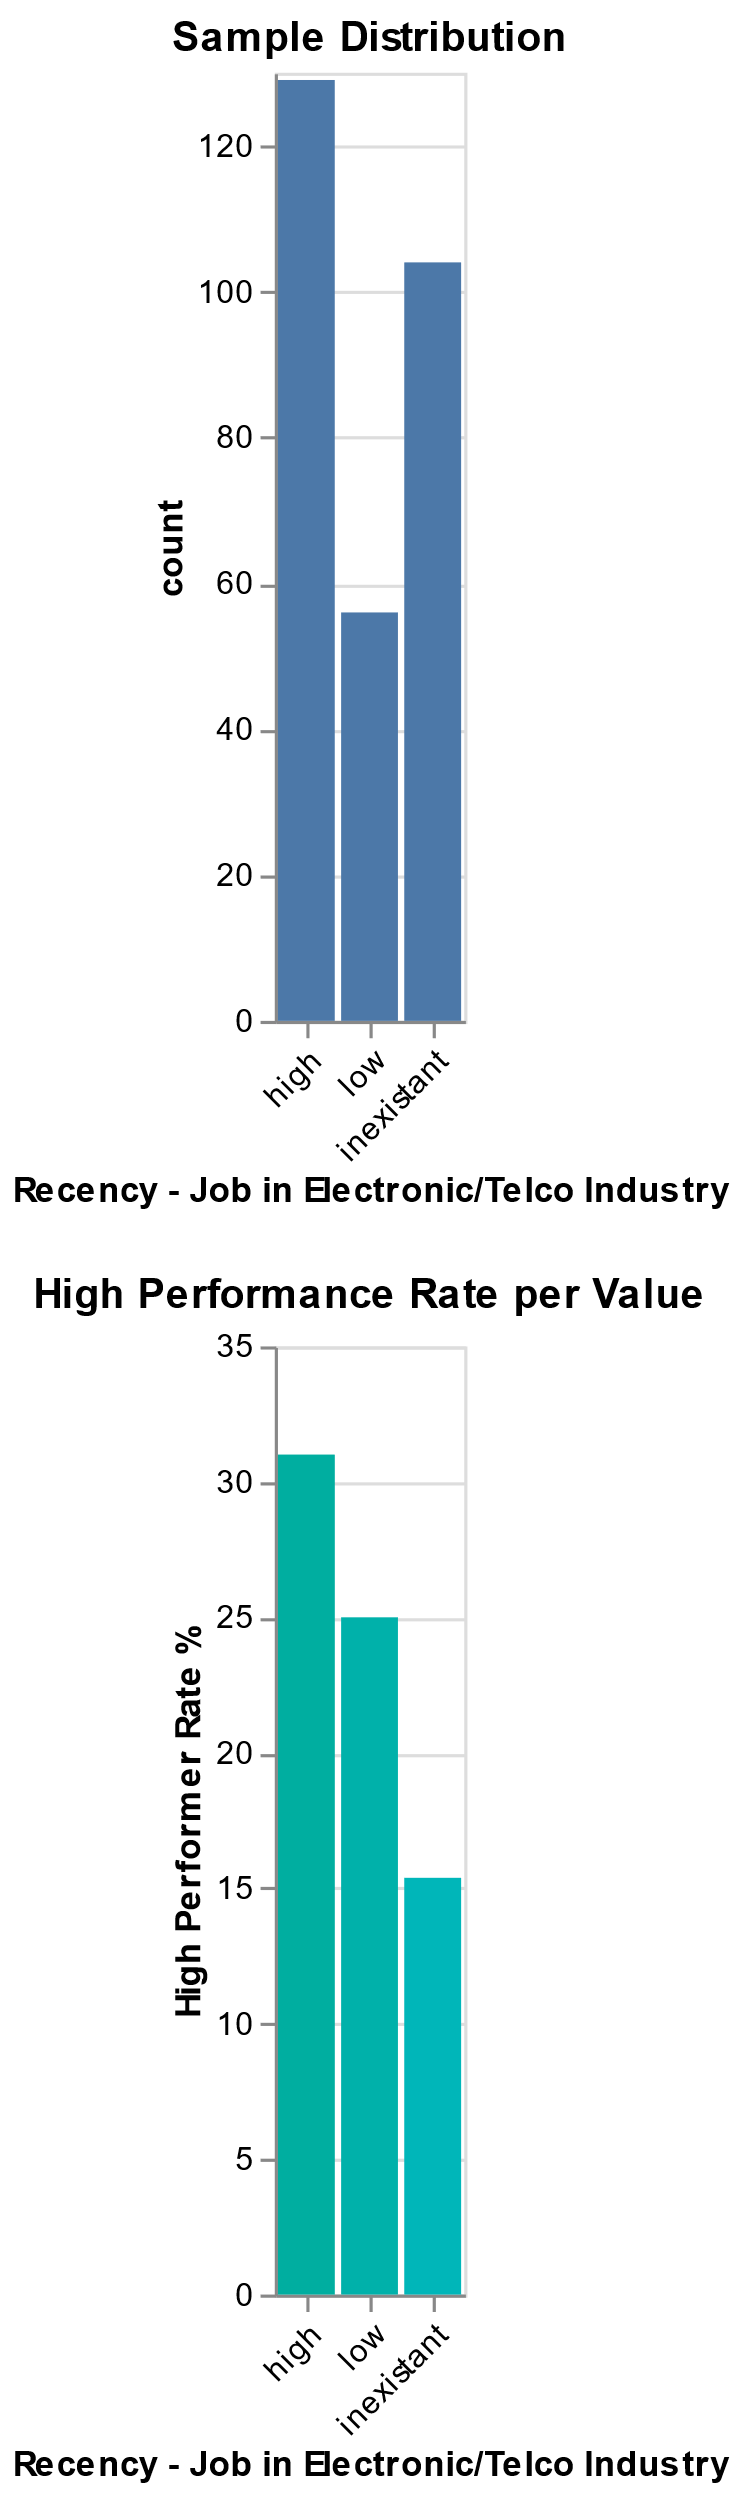 Sample Distribution
120
100
80
60
40
20
0
count
high
low
inexistant
Recency - Job in Electronic/Telco Industry
High Performance Rate per Value
35
30
25
20
15
10
5
0
High Performer Rate %
high
low
inexistant
Recency - Job in Electronic/Telco Industry